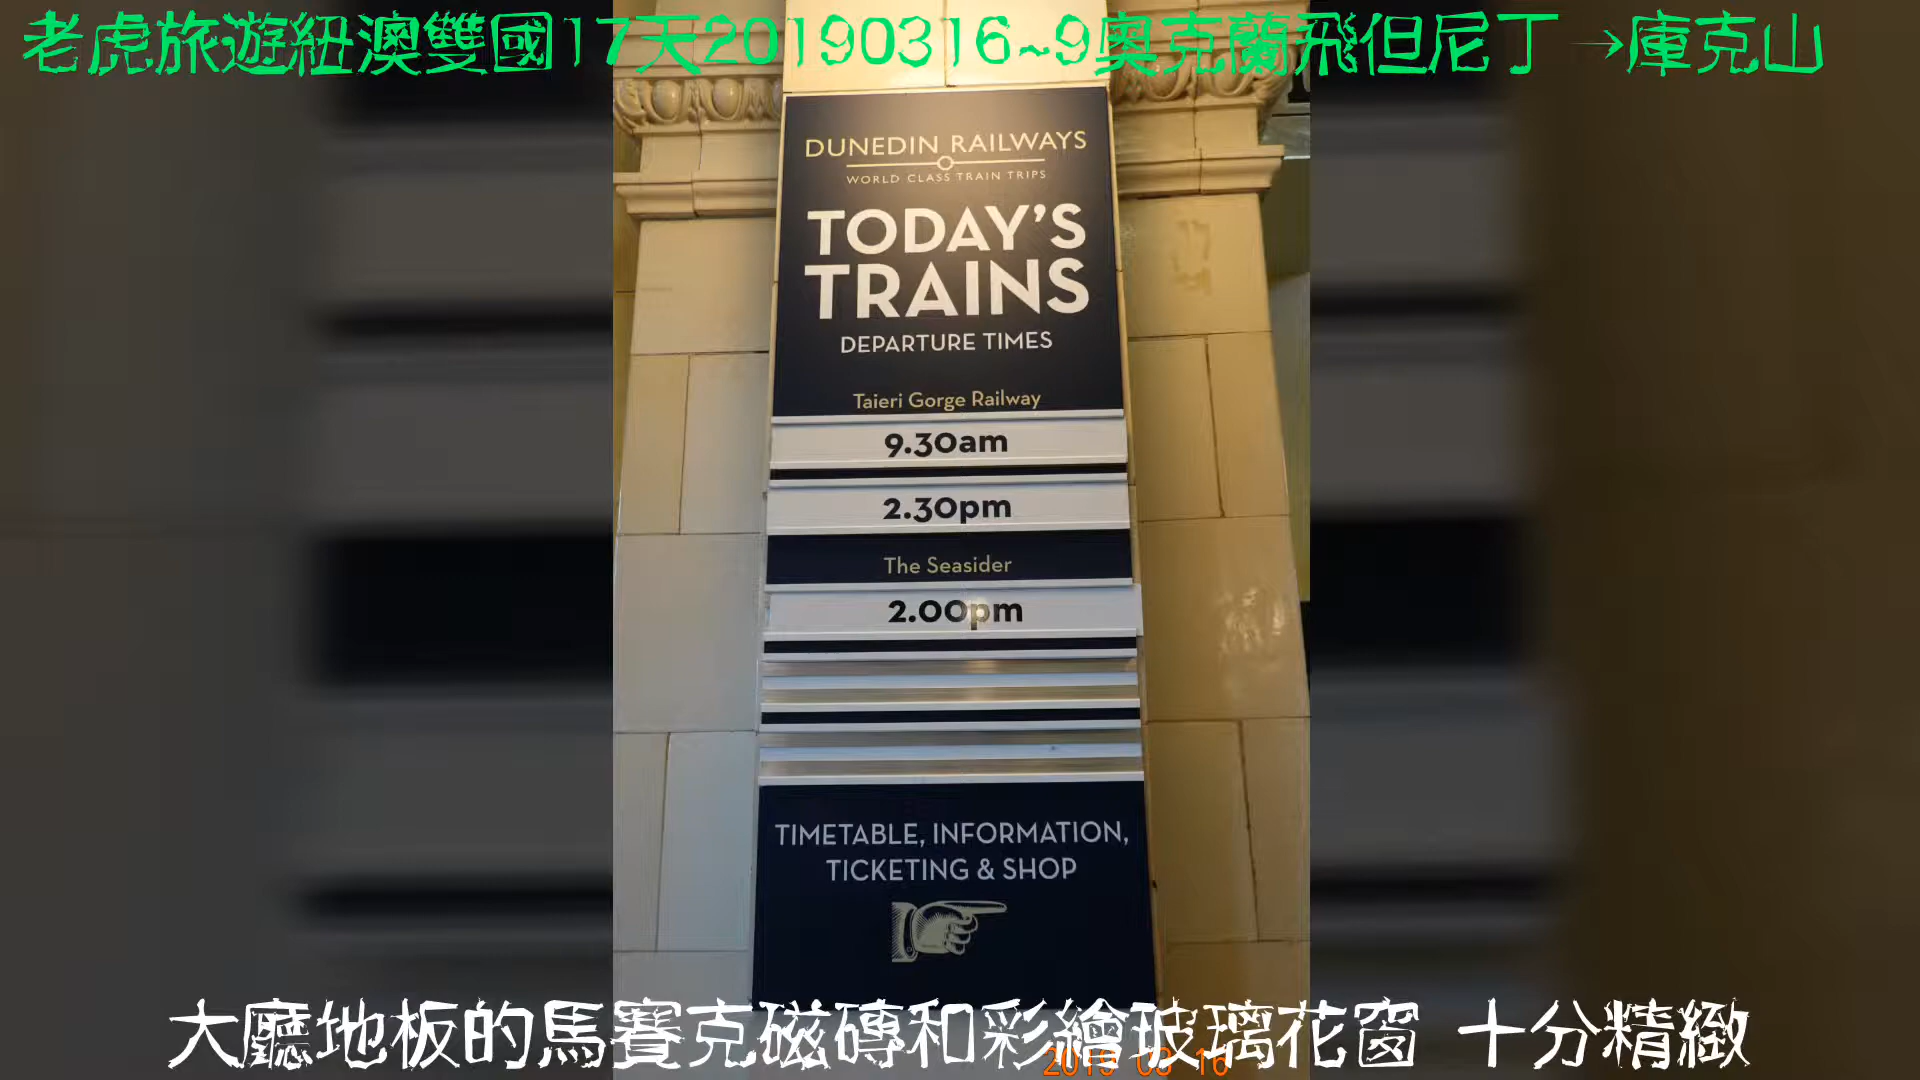 老虎旅遊紐澳雙國17天20190316~9奧克蘭飛但尼丁→庫克山
DUNEDIN RAILWAYS
WORLD CLASS TRAIN TRIPS
TODAY'S
TRAINS
DEPARTURE TIMES
Taieri Gorge Railway
9.30am
2.30pm
The Seasider
2.00pm
TIMETABLE, INFORMATION,
TICKETING & SHOP
大廳地板的馬賽克磁磚和彩繪玻璃花窗 十分精緻
2019 03 16